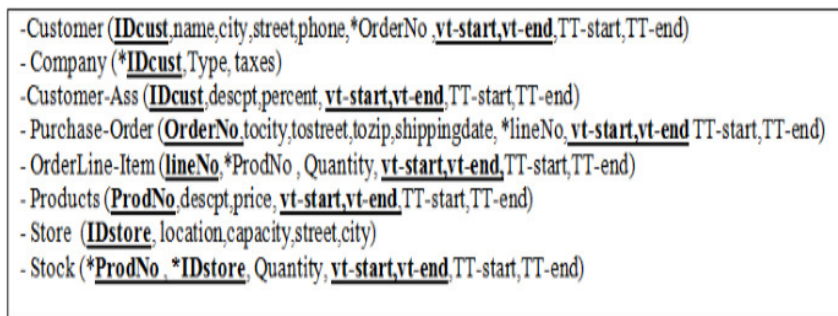 -Customer (IDcust,name,city,street,phone,*OrderNo ,vt-start,vt-end,TT-start,TT-end)
- Company (*IDcust,Type, taxes)
-Customer-Ass (IDcust,descpt,percent, vt-start,vt-end,TT-start,TT-end)
- Purchase-Order (OrderNo,tocity,tostreet,tozip,shippingdate, *lineNo, vt-start,vt-end TT-start,TT-end)
- OrderLine-Item (lineNo,*ProdNo , Quantity, vt-start,vt-end,TT-start,TT-end)
- Products (ProdNo,descpt,price, vt-start,vt-end,TT-start,TT-end)
- Store (IDstore, location,capacity,street,city)
- Stock (*ProdNo , *IDstore, Quantity, vt-start,vt-end,TT-start,TT-end)